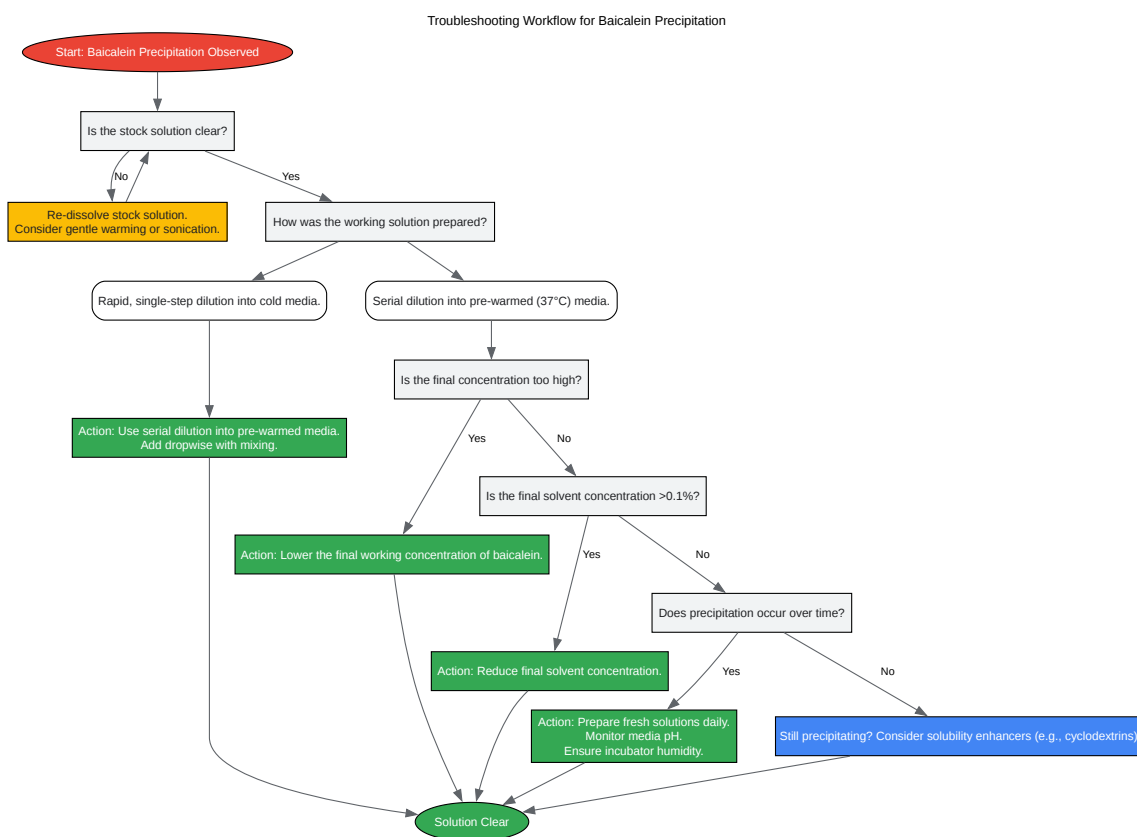 Troubleshooting Workflow for Baicalein Precipitation
Start: Baicalein Precipitation Observed
Is the stock solution clear?
No
Yes
Re-dissolve stock solution.
Consider gentle warming or sonication.
How was the working solution prepared?
Rapid, single-step dilution into cold media.
Serial dilution into pre-warmed (37°C) media.
Is the final concentration too high?
Action: Use serial dilution into pre-warmed media.
Add dropwise with mixing.
Yes
No
Is the final solvent concentration >0.1%?
Action: Lower the final working concentration of baicalein.
Yes
No
Does precipitation occur over time?
Action: Reduce final solvent concentration.
Yes
No
Action: Prepare fresh solutions daily.
Monitor media pH.
Ensure incubator humidity.
Still precipitating? Consider solubility enhancers (e.g., cyclodextrins)
Solution Clear